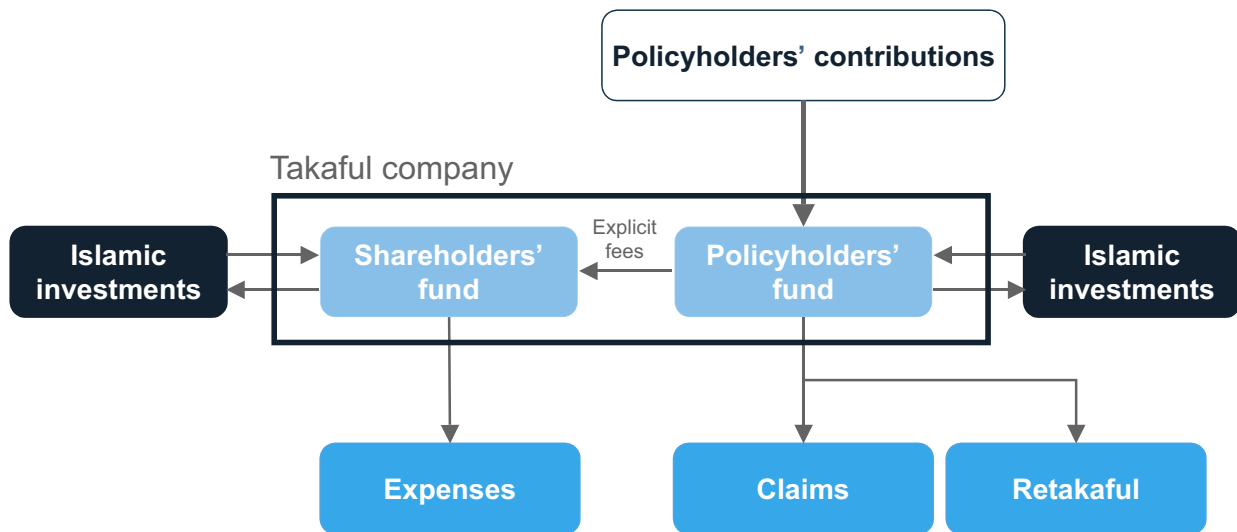 Policyholders’ contributions
Takaful company
Islamic
investments
Shareholders’
fund
Explicit
fees
Policyholders’
fund
Islamic
investments
Expenses
Claims
Retakaful